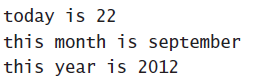 today is 22
this month is september
this year is 2012